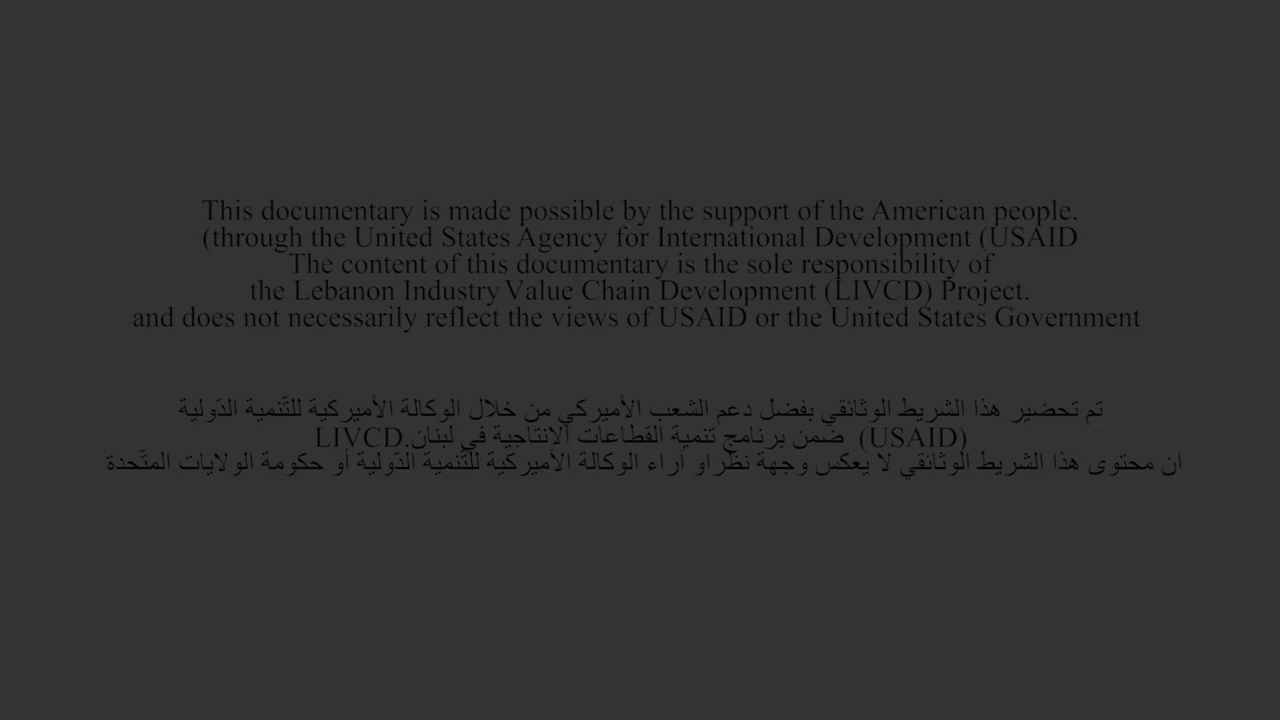 This documentary is made possible by the support of the American people.
(through the United States Agency for International Development (USAID
The content of this documentary is the sole responsibility of
the Lebanon Industry Value Chain Development (LIVCD) Project.
and does not necessarily reflect the views of USAID or the United States Government
تم تحضير هذا الشريط الوثائقي بفضل دعم الشعب الأميركي من خلال الوكالة الأميركية للتّنمية الدّولية
(USAID) ضمن برنامج تنمية القطاعات الانتاجية في لبنان.LIVCD
ان محتوى هذا الشريط الوثائقي لا يعكس وجهة نظراو آراء الوكالة الأميركية للتّنمية الدّولية أو حكومة الولايات المتّحدة